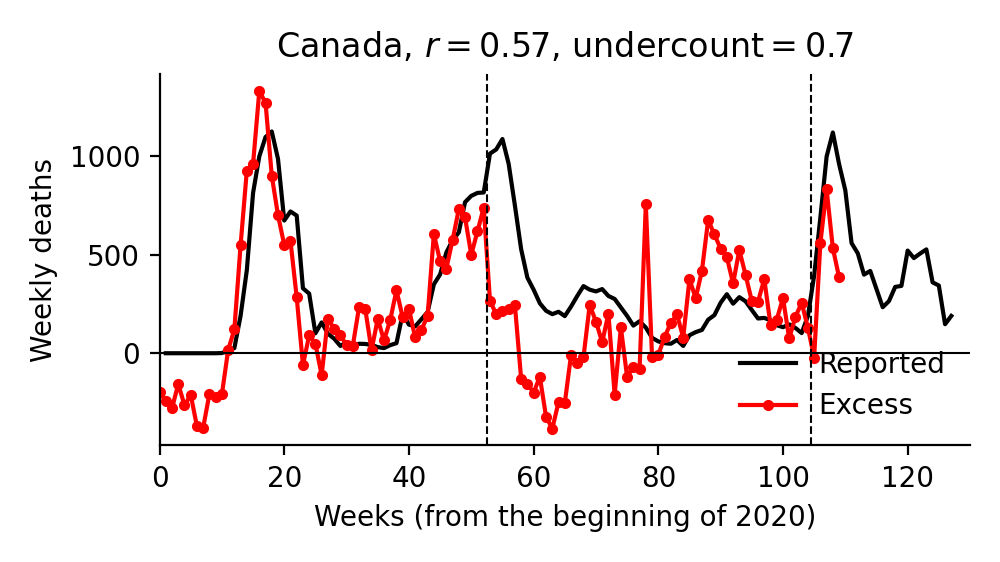 Canada, r = 0.57, undercount = 0.7
Weekly deaths
1000
500
0
Reported
Excess
0 20 40 60 80 100 120
Weeks (from the beginning of 2020)